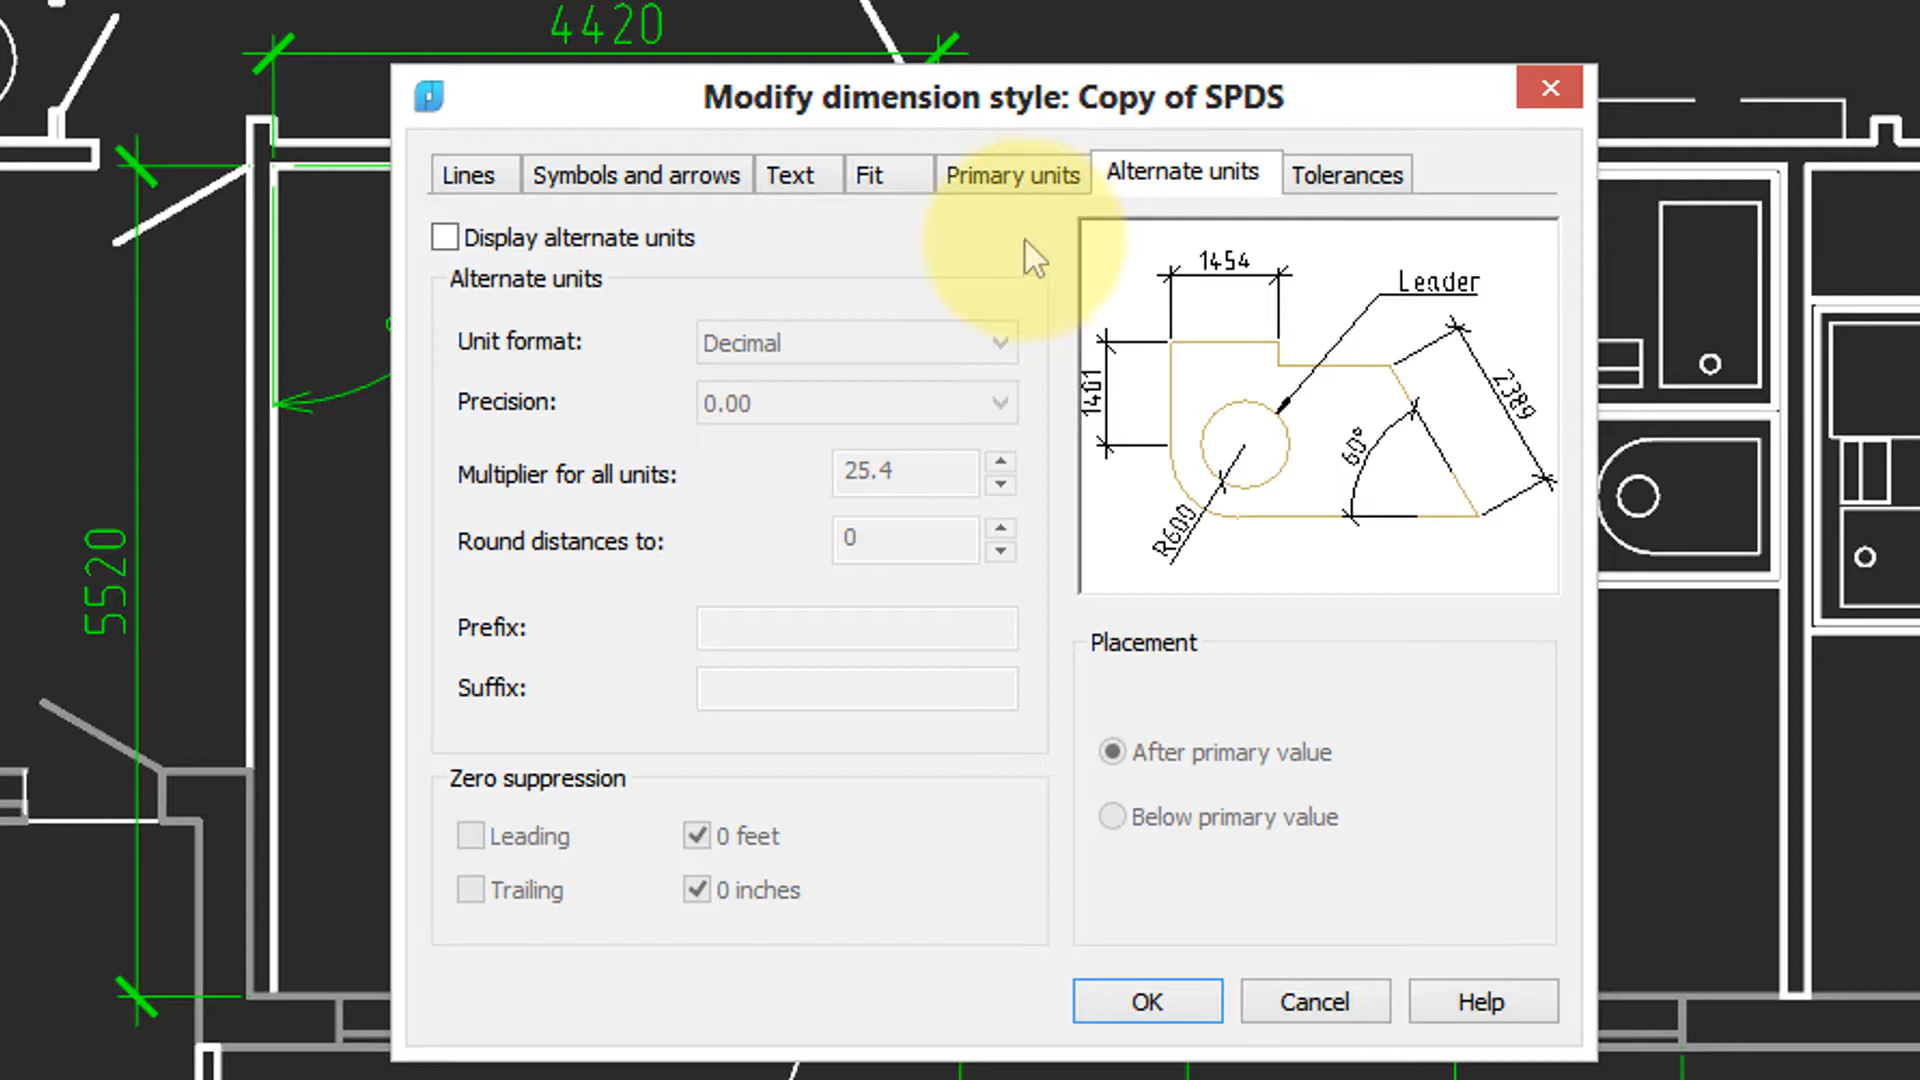 4420
Modify dimension style: Copy of SPDS
Lines
Symbols and arrows
Text
Fit
Primary units
Alternate units
Tolerances
Display alternate units
Alternate units
Unit format:
Decimal
Precision:
0.00
Multiplier for all units:
25.4
Round distances to:
0
Prefix:
Suffix:
Zero suppression
Leading
0 feet
Trailing
0 inches
1454
Leader
1401
2389
60°
R600
Placement
After primary value
Below primary value
OK
Cancel
Help
5520